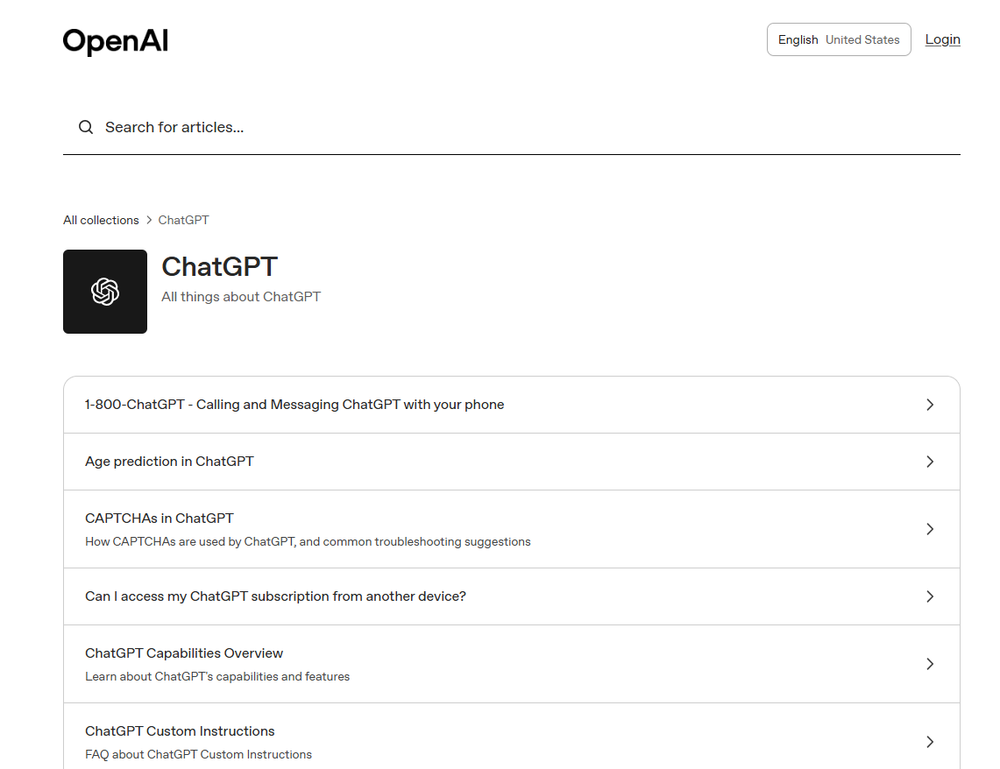 OpenAI
English United States
Login
Search for articles...
All collections > ChatGPT
ChatGPT
All things about ChatGPT
1-800-ChatGPT - Calling and Messaging ChatGPT with your phone
Age prediction in ChatGPT
CAPTCHAs in ChatGPT
How CAPTCHAs are used by ChatGPT, and common troubleshooting suggestions
Can I access my ChatGPT subscription from another device?
ChatGPT Capabilities Overview
Learn about ChatGPT's capabilities and features
ChatGPT Custom Instructions
FAQ about ChatGPT Custom Instructions